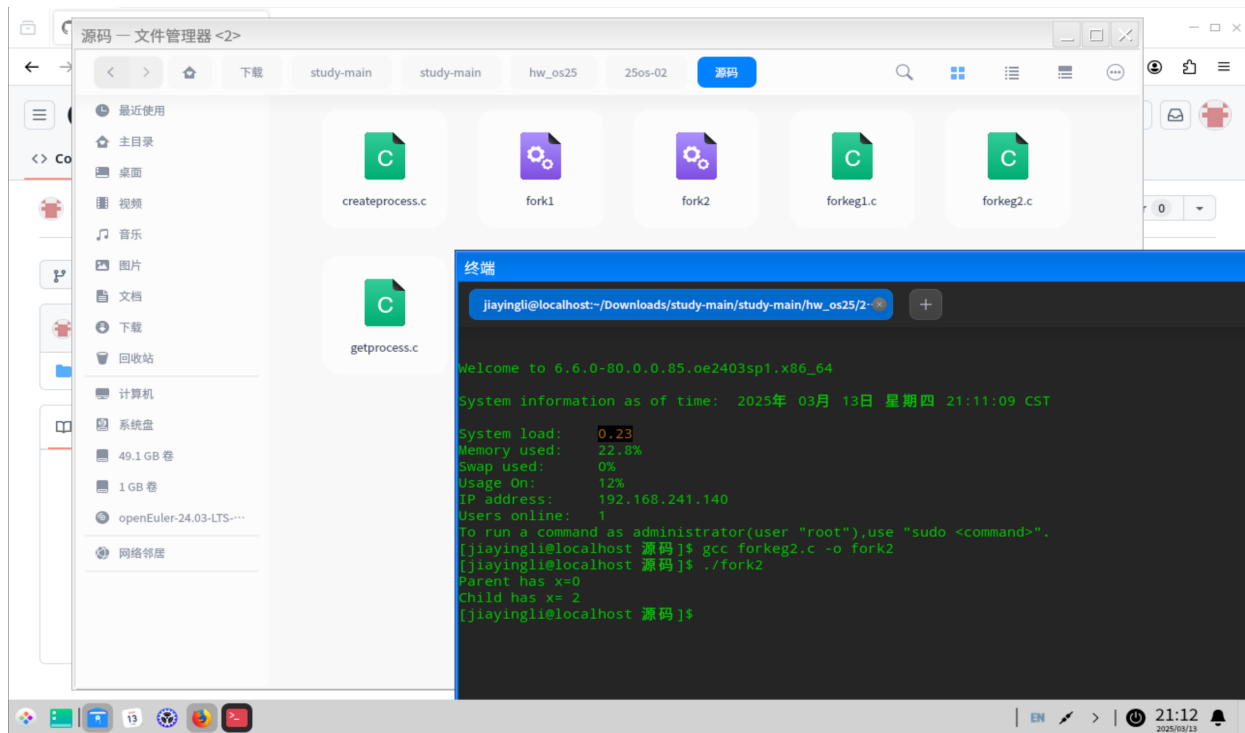 源码 — 文件管理器 <2>
下载
study-main
study-main
hw_os25
25os-02
源码
<> Co
最近使用
主目录
桌面
视频
音乐
图片
文档
下载
回收站
计算机
系统盘
49.1 GB 卷
1 GB 卷
openEuler-24.03-LTS-···
网络邻居
createprocess.c
fork1
fork2
forkeg1.c
forkeg2.c
getprocess.c
0
终端
jiayingli@localhost:~/Downloads/study-main/study-main/hw_os25/2···
Welcome to 6.6.0-80.0.0.85.oe2403sp1.x86_64
System information as of time: 2025年 03月 13日 星期四 21:11:09 CST
System load: 0.23
Memory used: 22.8%
Swap used: 0%
Usage On: 12%
IP address: 192.168.241.140
Users online: 1
To run a command as administrator(user "root"),use "sudo <command>".
[jiayingli@localhost 源码]$ gcc forkeg2.c -o fork2
[jiayingli@localhost 源码]$ ./fork2
Parent has x=0
Child has x= 2
[jiayingli@localhost 源码]$
13
EN
21:12
2025/03/13